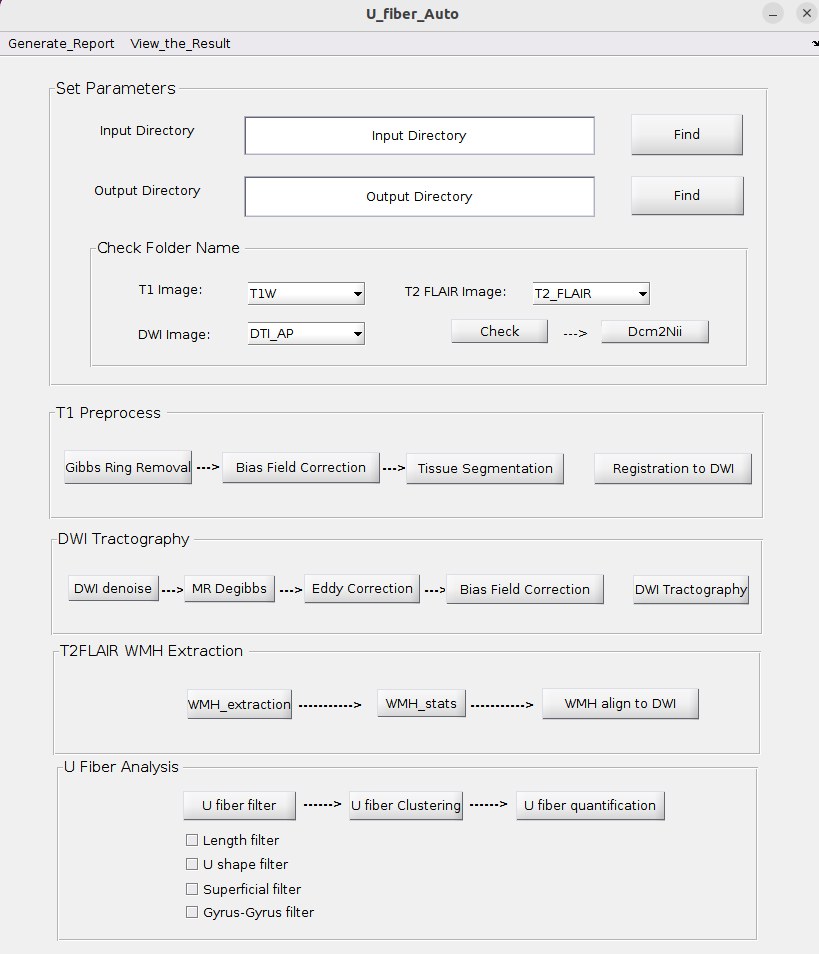 U_fiber_Auto
Generate_Report View_the_Result
Set Parameters
Input Directory Input Directory Find
Output Directory Output Directory Find
Check Folder Name
T1 Image: T1W T2 FLAIR Image: T2_FLAIR
DWI Image: DTI_AP Check ---> Dcm2Nii
T1 Preprocess
Gibbs Ring Removal ---> Bias Field Correction ---> Tissue Segmentation Registration to DWI
DWI Tractography
DWI denoise ---> MR Degibbs ---> Eddy Correction ---> Bias Field Correction DWI Tractography
T2FLAIR WMH Extraction
WMH_extraction -----------> WMH_stats -----------> WMH align to DWI
U Fiber Analysis
U fiber filter ------> U fiber Clustering ------> U fiber quantification
Length filter
U shape filter
Superficial filter
Gyrus-Gyrus filter